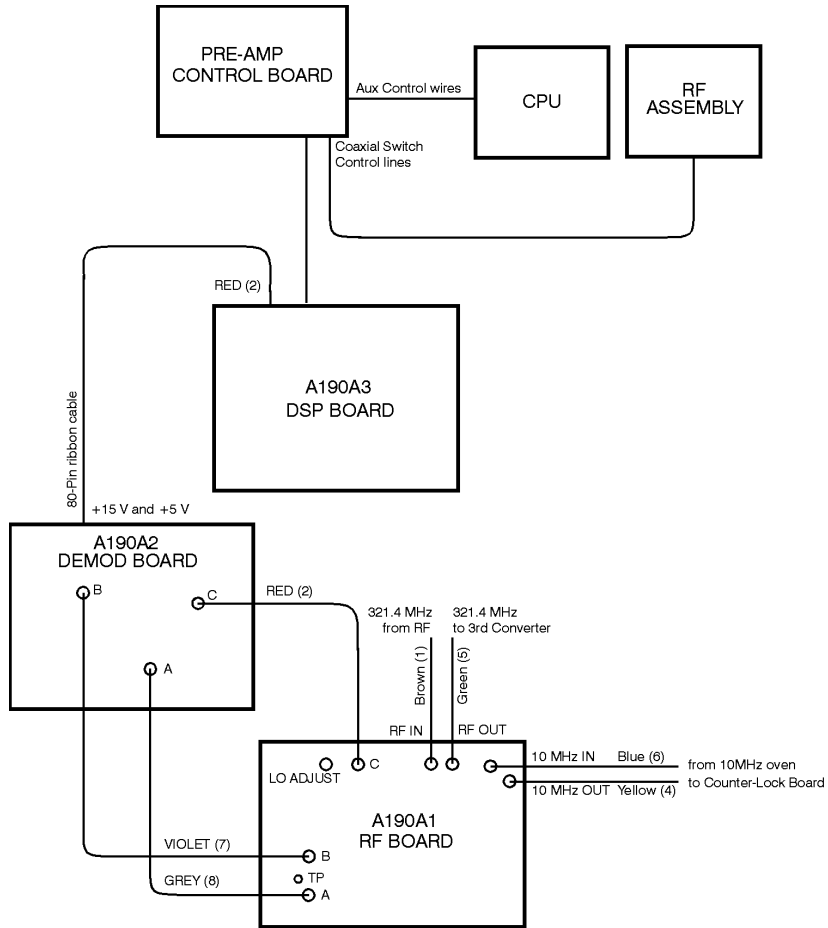 PRE-AMP
CONTROL BOARD
Aux Control wires
CPU
RF
ASSEMBLY
Coaxial Switch
Control lines
RED (2)
A190A3
DSP BOARD
80-Pin ribbon cable
+15 V and +5 V
A190A2
DEMOD BOARD
B
C
RED (2)
A
321.4 MHz
from RF
321.4 MHz
to 3rd Converter
Brown (1)
Green (5)
RF IN
RF OUT
10 MHz IN Blue (6)
from 10MHz oven
10 MHz OUT Yellow (4)
to Counter-Lock Board
LO ADJUST
C
A190A1
RF BOARD
VIOLET (7)
B
TP
GREY (8)
A